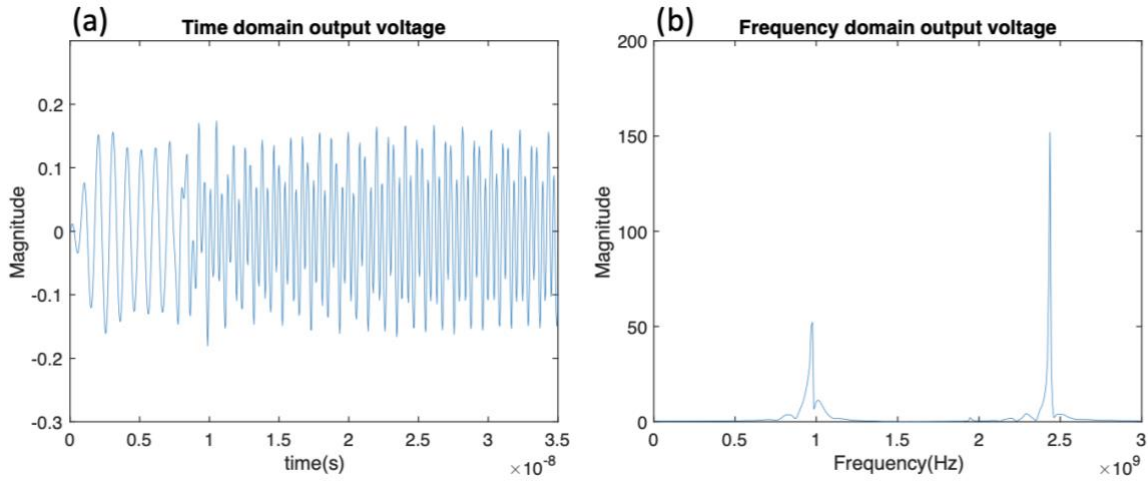 (a)
Time domain output voltage
0.2
0.1
0
-0.1
-0.2
-0.3
Magnitude
0 0.5 1 1.5 2 2.5 3 3.5
time(s)
×10-8
(b)
Frequency domain output voltage
200
150
100
50
0
Magnitude
0 0.5 1 1.5 2 2.5 3
Frequency(Hz)
×109